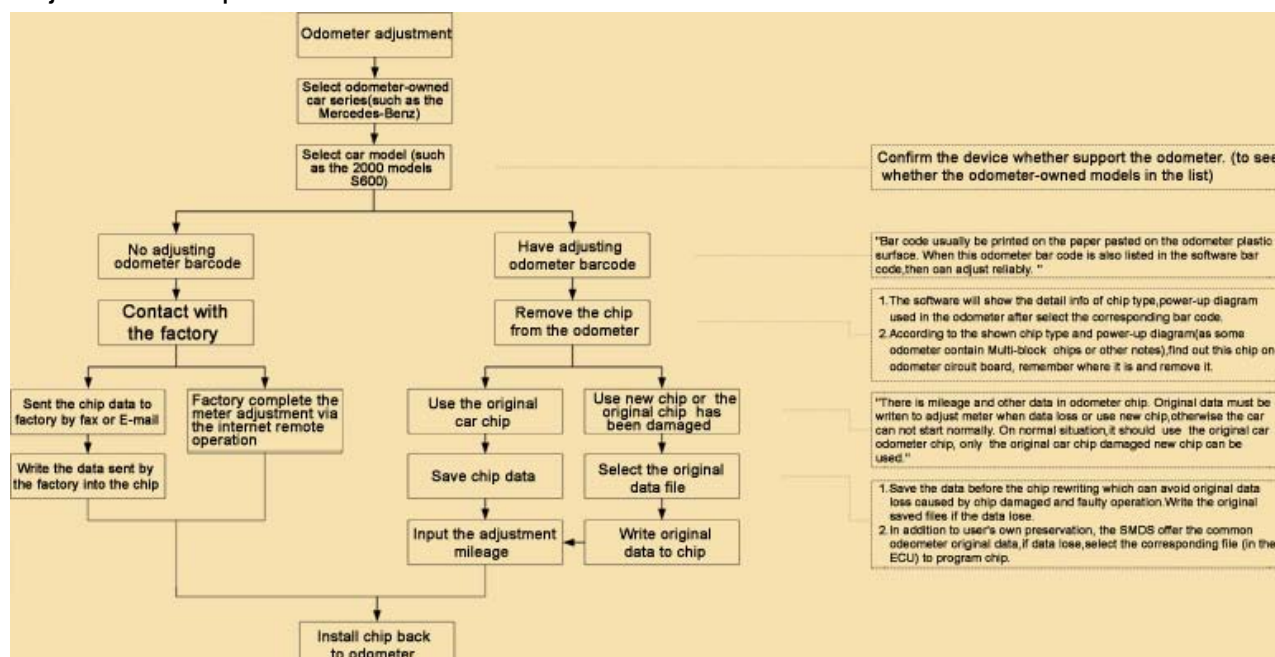 Odometer adjustment
Select odometer-owned
car series(such as the
Mercedes-Benz)
Select car model (such
as the 2000 models
S600)
Confirm the device whether support the odometer. (to see
whether the odometer-owned models in the list)
No adjusting
odometer barcode
Have adjusting
odometer barcode
"Bar code usually be printed on the paper pasted on the odometer plastic
surface. When this odometer bar code is also listed in the software bar
code,then can adjust reliably. "
Contact with
the factory
Remove the chip
from the odometer
1.The software will show the detail info of chip type,power-up diagram
used in the odometer after select the corresponding bar code.
2.According to the shown chip type and power-up diagram(as some
odometer contain Multi-block chips or other notes),find out this chip on
odometer circuit board, remember where it is and remove it.
Sent the chip data to
factory by fax or E-mail
Factory complete the
meter adjustment via
the internet remote
operation
Use the original
car chip
Use new chip or the
original chip has
been damaged
"There is mileage and other data in odometer chip. Original data must be
writen to adjust meter when data loss or use new chip,otherwise the car
can not start normally. On normal situation,it should use the original car
odometer chip, only the original car chip damaged new chip can be
used."
Write the data sent by
the factory into the chip
Save chip data
Select the original
data file
1.Save the data before the chip rewriting which can avoid original data
loss caused by chip damaged and faulty operation.Write the original
saved files if the data lose.
2.In addition to user's own preservation, the SMDS offer the common
odeometer original data,if data lose,select the corresponding file (in the
ECU) to program chip.
Input the adjustment
mileage
Write original
data to chip
Install chip back
to odometer